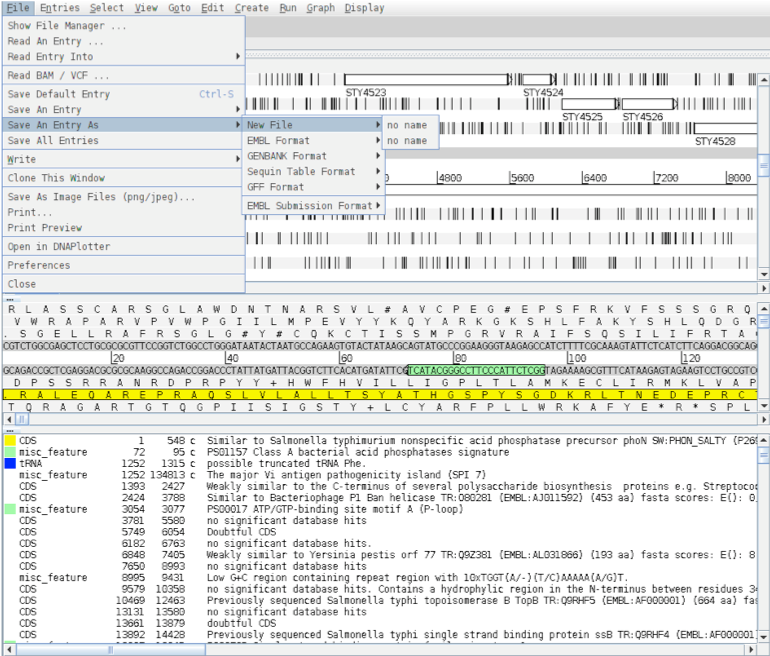 File Entries Select View Goto Edit Create Run Graph Display
Show File Manager ...
Read An Entry ...
Read Entry Into
Read BAM / VCF ...
Save Default Entry Ctrl-S
Save An Entry
Save An Entry As
Save All Entries
Write
Clone This Window
Save As Image Files (png/jpeg)...
Print...
Print Preview
Open in DNAPlotter
Preferences
Close
New File
EMBL Format
GENBANK Format
Sequin Table Format
GFF Format
EMBL Submission Format
no name
no name
STY4523 STY4524
STY4525 STY4526
STY4528
4800 5600 6400 7200 8000
R L A S S C A R S G L A W D N T N A R S V L # A V C P E G # E P S F R K V F S S S G R Q
V W R A P A R V P V W P G I I L M P E V Y Y K Q Y A R K G K S H L F A K Y S H L Q D G R
. S G E L L R A F R S G L G # Y # C Q K C T I S S M P G R V R A I F S Q S I L I F R T A
CGTCTGGCGAGCTCCTGCGCGCGTTCCGGTCTGGCCTGGGATAATACTAATGCCAGAAGTGTACTATAAGCAGTATGCCCGGAAGGGTAAGAGCCATCTTTTCGCAAAGTATTCTCATCTTCAGGACGGCAG
20 40 60 80 100 120
GCAGACCGCTCGAGGACGCGCGCAAGGCCAGACCGGACCCTATTATGATTACGGTCTTCACATGATATTCGTCATACGGGCCTTCCCATTCTCGGTAGAAAAGCGTTTCATAAGAGTAGAAGTCCTGCCGTC
D P S S R R A N R D P R P Y Y + H W F H V I L L I G P L T L A M K E C L I R M K L V A P
L R A L E Q A R E P R A Q S L V L A L L T S Y A T H G S P Y S G D K R L T N E D E P R C
T Q R A G A R T G T Q G P I I S I G S T Y + L C Y A R F P L L W R K A F Y E * R * S P L
CDS 1 548 c Similar to Salmonella typhimurium nonspecific acid phosphatase precursor phoN SW:PHON_SALTY
misc_feature 72 95 c PS01157 Class A bacterial acid phosphatases signature
tRNA 1252 1315 c possible truncated tRNA Phe.
misc_feature 1252 134813 c The major Vi antigen pathogenicity island {SPI 7}
CDS 1393 2427 Weakly similar to the C-terminus of several polysaccharide biosynthesis proteins e.g.
CDS 2424 3788 Similar to Bacteriophage P1 Ban helicase TR:O80281 (EMBL:AJ011592) (453 aa) fasta scores: E():
misc_feature 3054 3077 PS00017 ATP/GTP-binding site motif A (P-loop)
CDS 3781 5580 no significant database hits
CDS 5749 6054 Doubtful CDS
CDS 6182 6763 no significant database hits.
CDS 6848 7405 Weakly similar to Yersinia pestis orf 77 TR:Q9Z381 (EMBL:AL031866) (193 aa) fasta scores: E(): 8
CDS 7650 8993 no significant database hits
misc_feature 8995 9431 Low G+C region containing repeat region with 10xTGGT(A/-)(T/C)AAAAA(A/G)T.
CDS 9579 10358 no significant database hits. Contains a hydrophilic region in the N-terminus between residues
CDS 10469 12463 Previously sequenced Salmonella typhi topoisomerase B TopB TR:Q9RHF5 (EMBL:AF000001) (664 aa)
CDS 13131 13580 no significant database hits
CDS 13661 13879 doubtful CDS
CDS 13892 14428 Previously sequenced Salmonella typhi single strand binding protein ssB TR:Q9RHF4 (EMBL:AF000001)